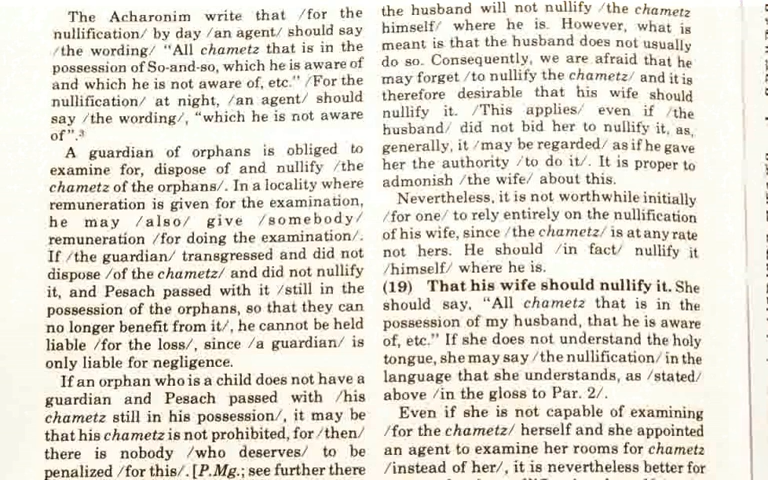 The Acharonim write that /for the
nullification/ by day /an agent/ should say
/the wording/ "All chametz that is in the
possession of So-and-so, which he is aware of
and which he is not aware of, etc." /For the
nullification/ at night, /an agent/ should
say /the wording/, "which he is not aware
of".³
A guardian of orphans is obliged to
examine for, dispose of and nullify /the
chametz of the orphans/. In a locality where
remuneration is given for the examination,
he may /also/ give /somebody/
remuneration /for doing the examination/.
If /the guardian/ transgressed and did not
dispose /of the chametz/ and did not nullify
it, and Pesach passed with it /still in the
possession of the orphans, so that they can
no longer benefit from it/, he cannot be held
liable /for the loss/, since /a guardian/ is
only liable for negligence.
If an orphan who is a child does not have a
guardian and Pesach passed with /his
chametz still in his possession/, it may be
that his chametz is not prohibited, for /then/
there is nobody /who deserves/ to be
penalized /for this/. [P.Mg.; see further there
the husband will not nullify /the chametz
himself/ where he is. However, what is
meant is that the husband does not usually
do so. Consequently, we are afraid that he
may forget /to nullify the chametz/ and it is
therefore desirable that his wife should
nullify it. /This applies/ even if /the
husband/ did not bid her to nullify it, as,
generally, it /may be regarded/ as if he gave
her the authority /to do it/. It is proper to
admonish /the wife/ about this.
Nevertheless, it is not worthwhile initially
/for one/ to rely entirely on the nullification
of his wife, since /the chametz/ is at any rate
not hers. He should /in fact/ nullify it
/himself/ where he is.
(19) That his wife should nullify it. She
should say, "All chametz that is in the
possession of my husband, that he is aware
of, etc." If she does not understand the holy
tongue, she may say /the nullification/ in the
language that she understands, as /stated/
above /in the gloss to Par. 2/.
Even if she is not capable of examining
/for the chametz/ herself and she appointed
an agent to examine her rooms for chametz
/instead of her/, it is nevertheless better for